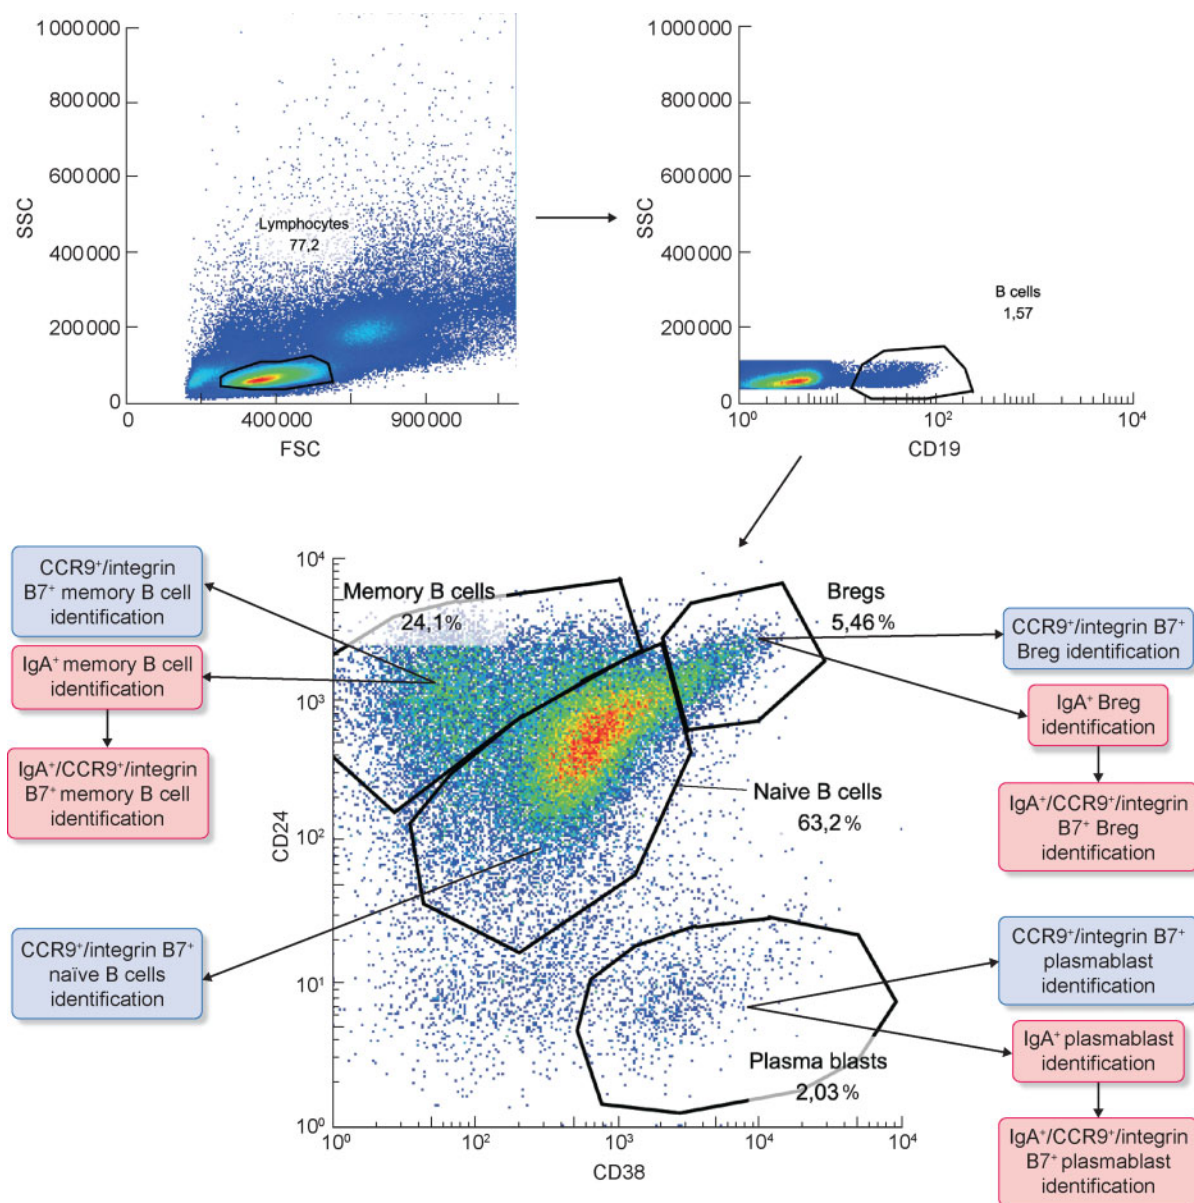 1 000 000
800 000
600 000
400 000
200 000
0
SSC
Lymphocytes
77,2
0
400 000
900 000
FSC
1 000 000
800 000
600 000
400 000
200 000
0
SSC
B cells
1,57
10⁰
10²
10⁴
CD19
CCR9⁺/integrin
B7⁺ memory B cell
identification
IgA⁺ memory B cell
identification
IgA⁺/CCR9⁺/integrin
B7⁺ memory B cell
identification
CCR9⁺/integrin B7⁺
naïve B cells
identification
10⁴
10³
10²
10¹
10⁰
CD24
Memory B cells
24,1%
Bregs
5,46 %
Naive B cells
63,2 %
Plasma blasts
2,03 %
10⁰
10²
10³
10⁴
10⁴
CD38
CCR9⁺/integrin B7⁺
Breg identification
IgA⁺ Breg
identification
IgA⁺/CCR9⁺/integrin
B7⁺ Breg
identification
CCR9⁺/integrin B7⁺
plasmablast
identification
IgA⁺ plasmablast
identification
IgA⁺/CCR9⁺/integrin
B7⁺ plasmablast
identification